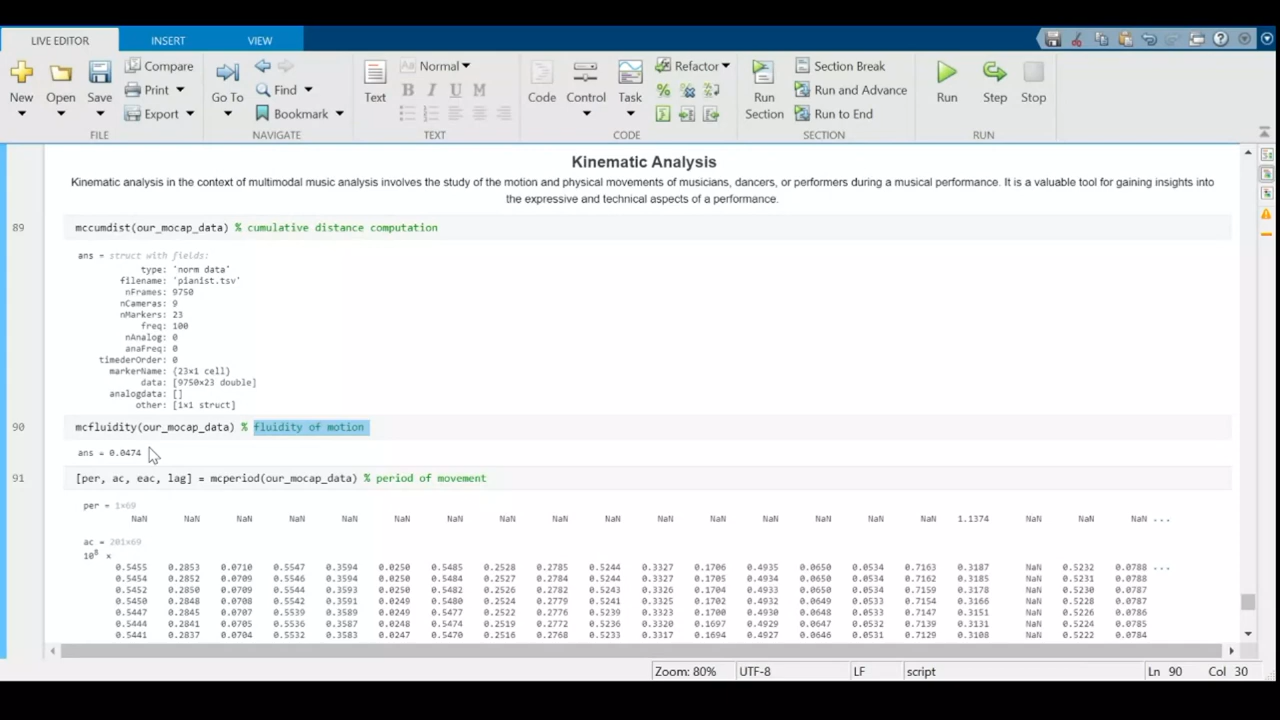 LIVE EDITOR INSERT VIEW
New Open Save Compare Print Export
FILE
Go To Find Bookmark
NAVIGATE
Text Aa Normal B I U M
TEXT
Code Control Task Refactor
CODE
Run Section Section Break Run and Advance Run to End
SECTION
Run Step Stop
RUN
Kinematic Analysis
Kinematic analysis in the context of multimodal music analysis involves the study of the motion and physical movements of musicians, dancers, or performers during a musical performance. It is a valuable tool for gaining insights into
the expressive and technical aspects of a performance.
89 mccumdist(our_mocap_data) % cumulative distance computation
ans = struct with fields:
type: 'norm data'
filename: 'pianist.tsv'
nFrames: 9750
nCameras: 9
nMarkers: 23
freq: 100
nAnalog: 0
anaFreq: 0
timederOrder: 0
markerName: {23×1 cell}
data: [9750×23 double]
analogdata: []
other: [1×1 struct]
90 mcfluidity(our_mocap_data) % fluidity of motion
ans = 0.0474
91 [per, ac, eac, lag] = mcperiod(our_mocap_data) % period of movement
per = 1×69
NaN NaN NaN NaN NaN NaN NaN NaN NaN NaN NaN NaN NaN NaN NaN NaN 1.1374 NaN NaN NaN ...
ac = 201×69
10⁸ ×
0.5455 0.2853 0.0710 0.5547 0.3594 0.0250 0.5485 0.2528 0.2785 0.5244 0.3327 0.1706 0.4935 0.0650 0.0534 0.7163 0.3187 NaN 0.5232 0.0788 ...
0.5454 0.2852 0.0709 0.5546 0.3594 0.0250 0.5484 0.2527 0.2784 0.5244 0.3327 0.1705 0.4934 0.0650 0.0534 0.7162 0.3185 NaN 0.5231 0.0788
0.5452 0.2850 0.0709 0.5544 0.3593 0.0250 0.5482 0.2526 0.2782 0.5243 0.3326 0.1704 0.4933 0.0650 0.0534 0.7159 0.3178 NaN 0.5230 0.0787
0.5450 0.2848 0.0708 0.5542 0.3591 0.0249 0.5480 0.2524 0.2779 0.5241 0.3325 0.1702 0.4932 0.0649 0.0533 0.7154 0.3166 NaN 0.5228 0.0787
0.5447 0.2845 0.0707 0.5539 0.3589 0.0249 0.5477 0.2522 0.2776 0.5239 0.3323 0.1700 0.4930 0.0648 0.0533 0.7147 0.3151 NaN 0.5226 0.0786
0.5444 0.2841 0.0705 0.5536 0.3587 0.0248 0.5474 0.2519 0.2772 0.5236 0.3320 0.1697 0.4929 0.0647 0.0532 0.7139 0.3131 NaN 0.5224 0.0785
0.5441 0.2837 0.0704 0.5532 0.3583 0.0247 0.5470 0.2516 0.2768 0.5233 0.3317 0.1694 0.4927 0.0646 0.0531 0.7129 0.3108 NaN 0.5222 0.0784
Zoom: 80% UTF-8 LF script Ln 90 Col 30